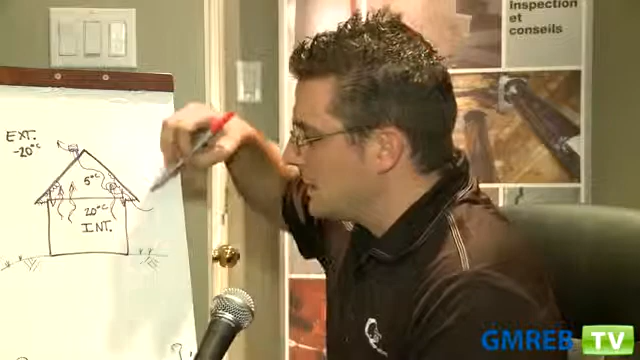 Inspection
et
conseils
EXT.
-20°C
5°C
20°C
INT.
GMREB TV